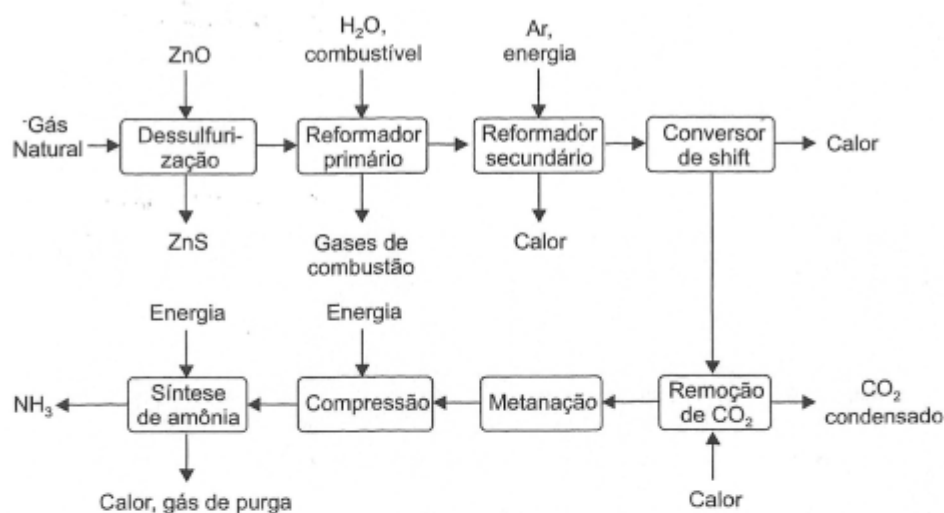 H₂O,
combustível
Ar,
energia
ZnO
Gás
Natural
Dessulfuri-
zação
Reformador
primário
Reformador
secundário
Conversor
de shift
Calor
ZnS
Gases de
combustão
Calor
Energia
Energia
NH₃
Síntese
de amônia
Compressão
Metanação
Remoção
de CO₂
CO₂
condensado
Calor, gás de purga
Calor